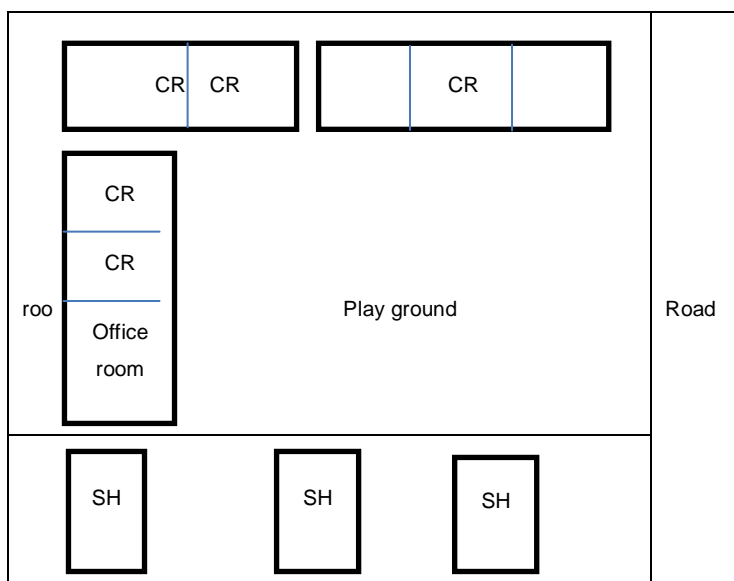 CR CR CR
CR
CR
roo Play ground Road
Office
room
SH SH SH